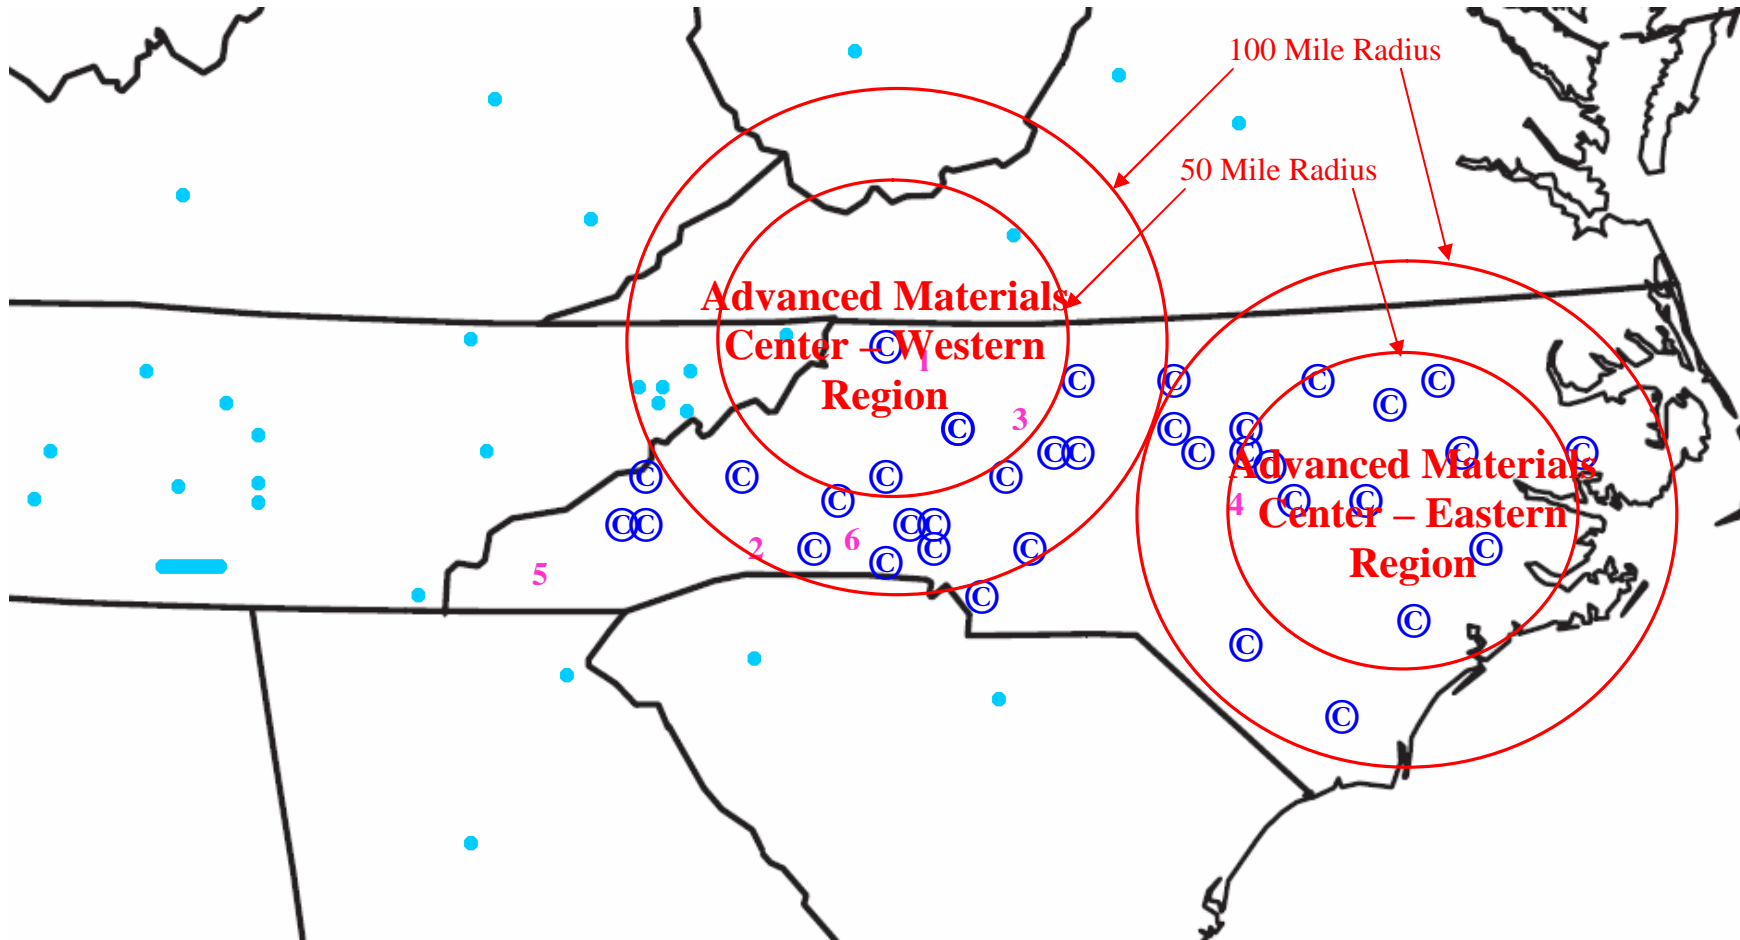 100 Mile Radius
50 Mile Radius
Advanced Materials
Center – Western
Region
© 1
© © © ©
©
© 3 © ©
© © © ©
© © © © © © ©
© © © © Advanced Materials
© 4 © ©
Center – Eastern
© © © ©
2 © 6 © © ©
Region
©
5
©
©
©
©